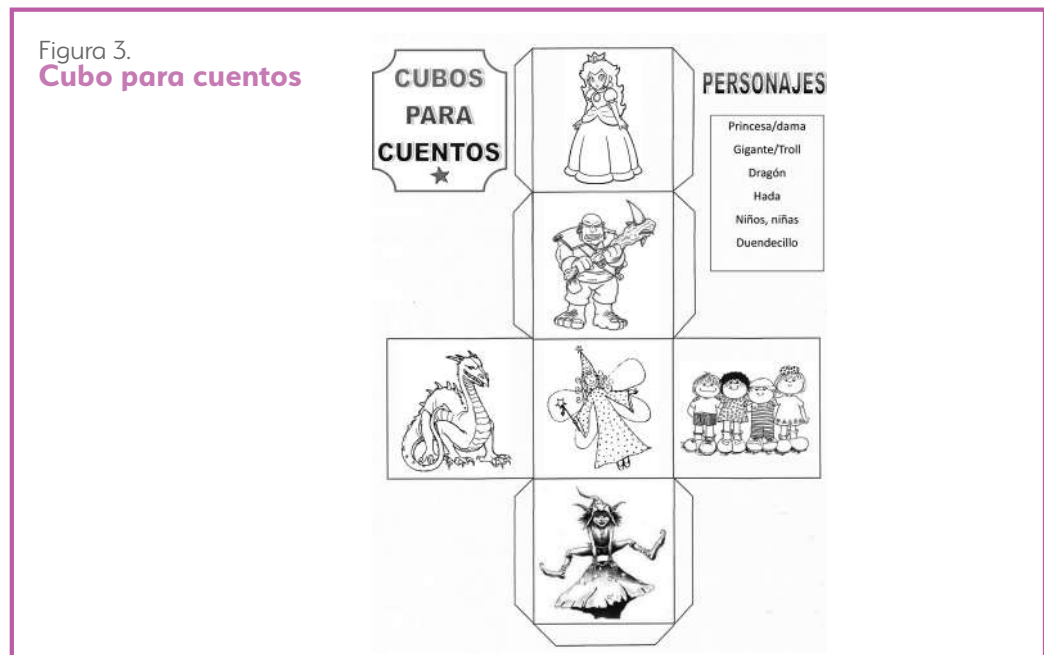 Figura 3.
Cubo para cuentos
CUBOS
PARA
CUENTOS
PERSONAJES
Princesa/dama
Gigante/Troll
Dragón
Hada
Niños, niñas
Duendecillo